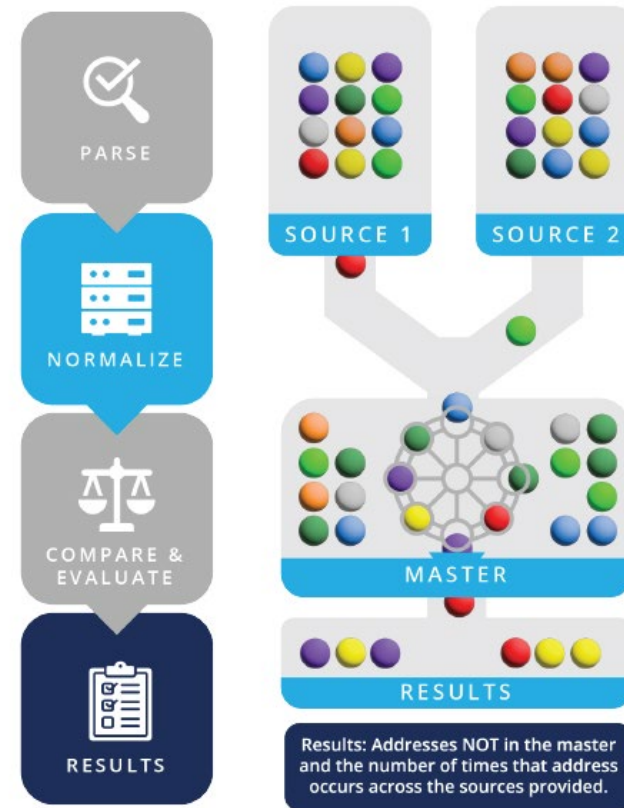 PARSE
NORMALIZE
COMPARE &
EVALUATE
RESULTS
SOURCE 1
SOURCE 2
MASTER
RESULTS
Results: Addresses NOT in the master
and the number of times that address
occurs across the sources provided.